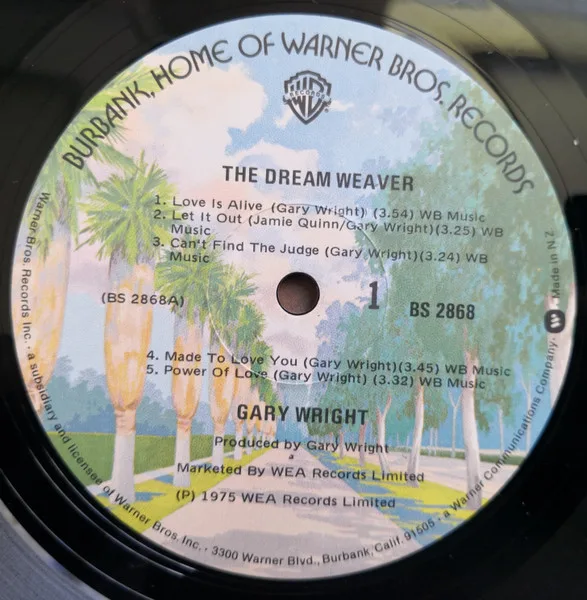 BURBANK, HOME OF WARNER BROS. RECORDS
WB
RECORDS
THE DREAM WEAVER
1. Love Is Alive (Gary Wright) (3.54) WB Music
2. Let It Out (Jamie Quinn/Gary Wright)(3.25) WB
Music
3. Can't Find The Judge (Gary Wright)(3.24) WB
Music
(BS 2868A)
1
BS 2868
4. Made To Love You (Gary Wright)(3.45) WB Music
5. Power Of Love (Gary Wright) (3.32) WB Music
GARY WRIGHT
Produced by Gary Wright
a
Marketed By WEA Records Limited
(P) 1975 WEA Records Limited
Warner Bros. Records Inc. · a subsidiary and licensee of Warner Bros. Inc. · 3300 Warner Blvd., Burbank, Calif. 91505 · a Warner Communications Company · Made in N Z